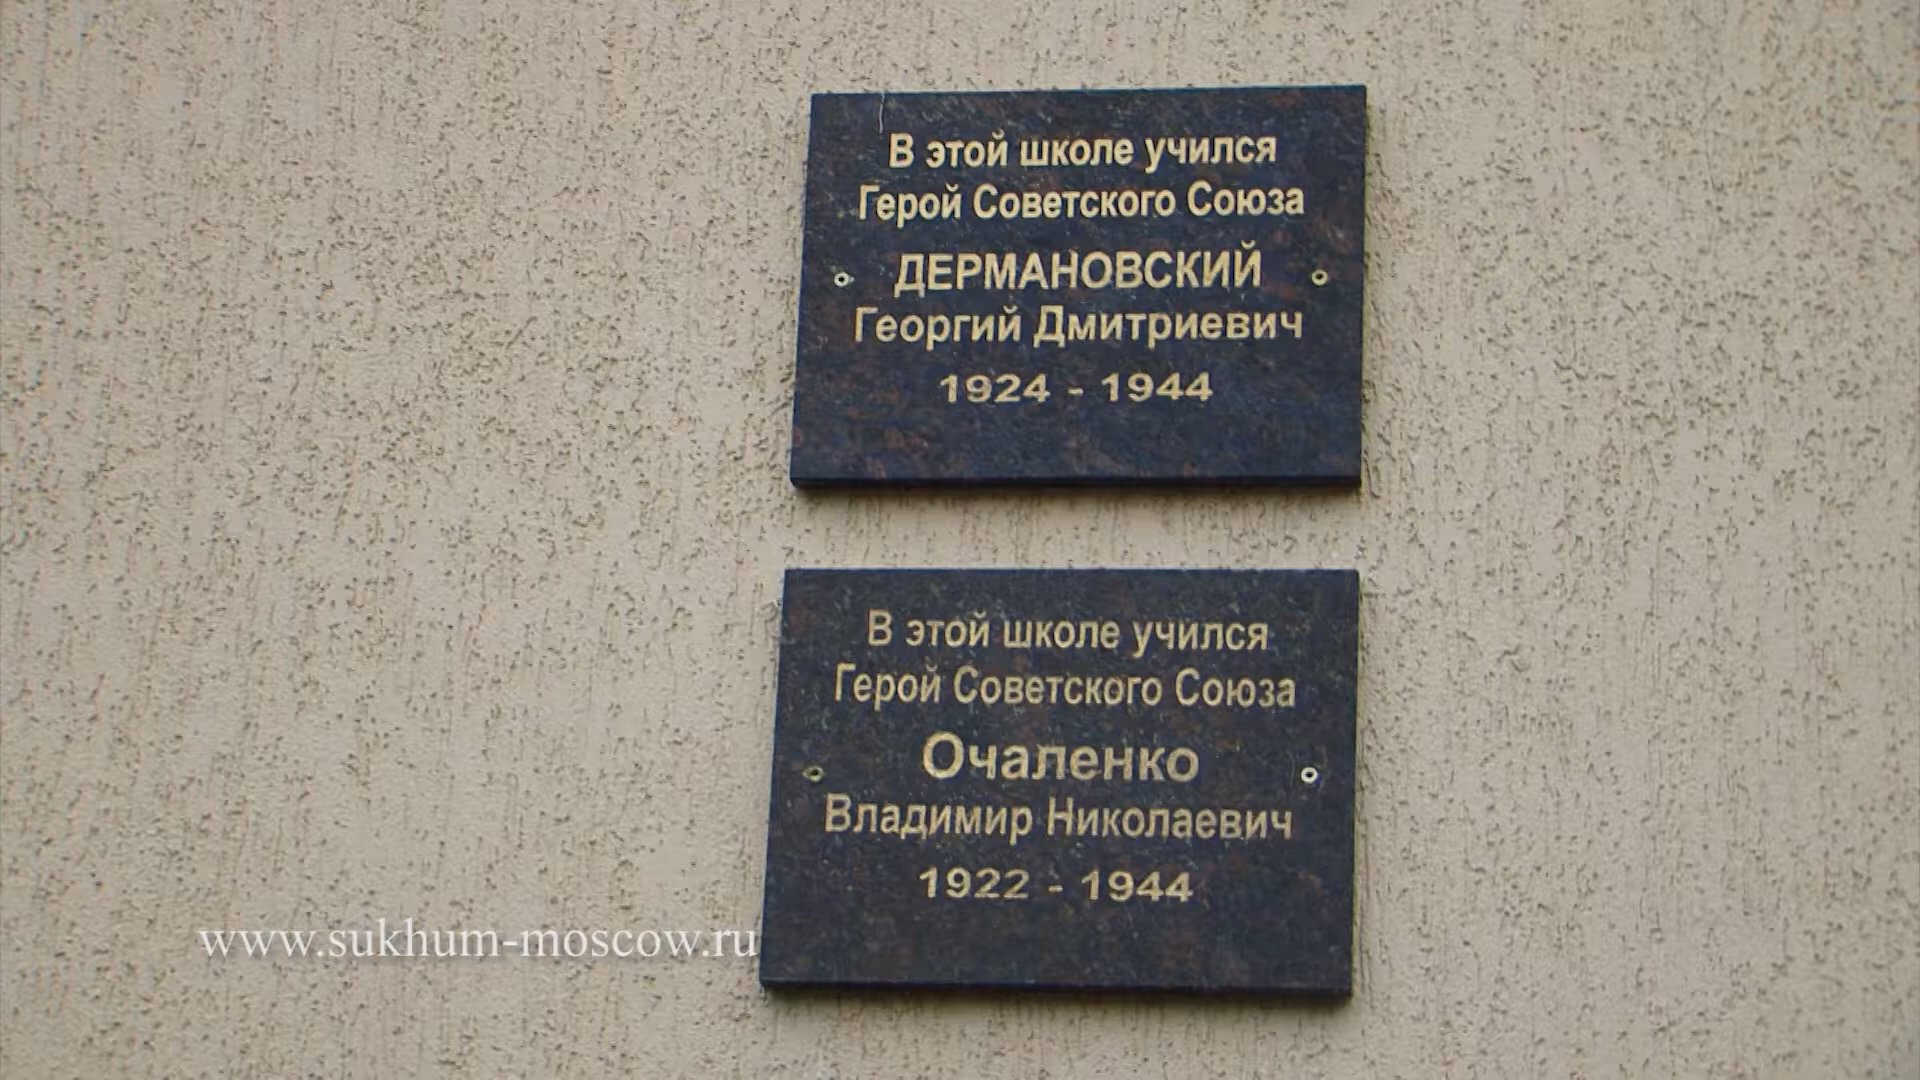 В этой школе учился
Герой Советского Союза
ДЕРМАНОВСКИЙ
Георгий Дмитриевич
1924 - 1944
В этой школе учился
Герой Советского Союза
Очаленко
Владимир Николаевич
1922 - 1944
www.sukhum-moscow.ru